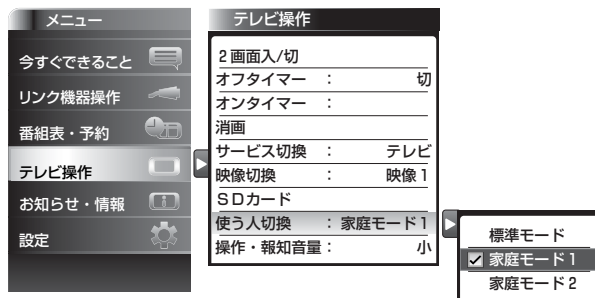 メニュー
今すぐできること
リンク機器操作
番組表・予約
テレビ操作
お知らせ・情報
設定
テレビ操作
2画面入/切
オフタイマー : 切
オンタイマー :
消画
サービス切換 : テレビ
映像切換 : 映像1
SDカード
使う人切換 : 家庭モード1
操作・報知音量 : 小
標準モード
家庭モード1
家庭モード2